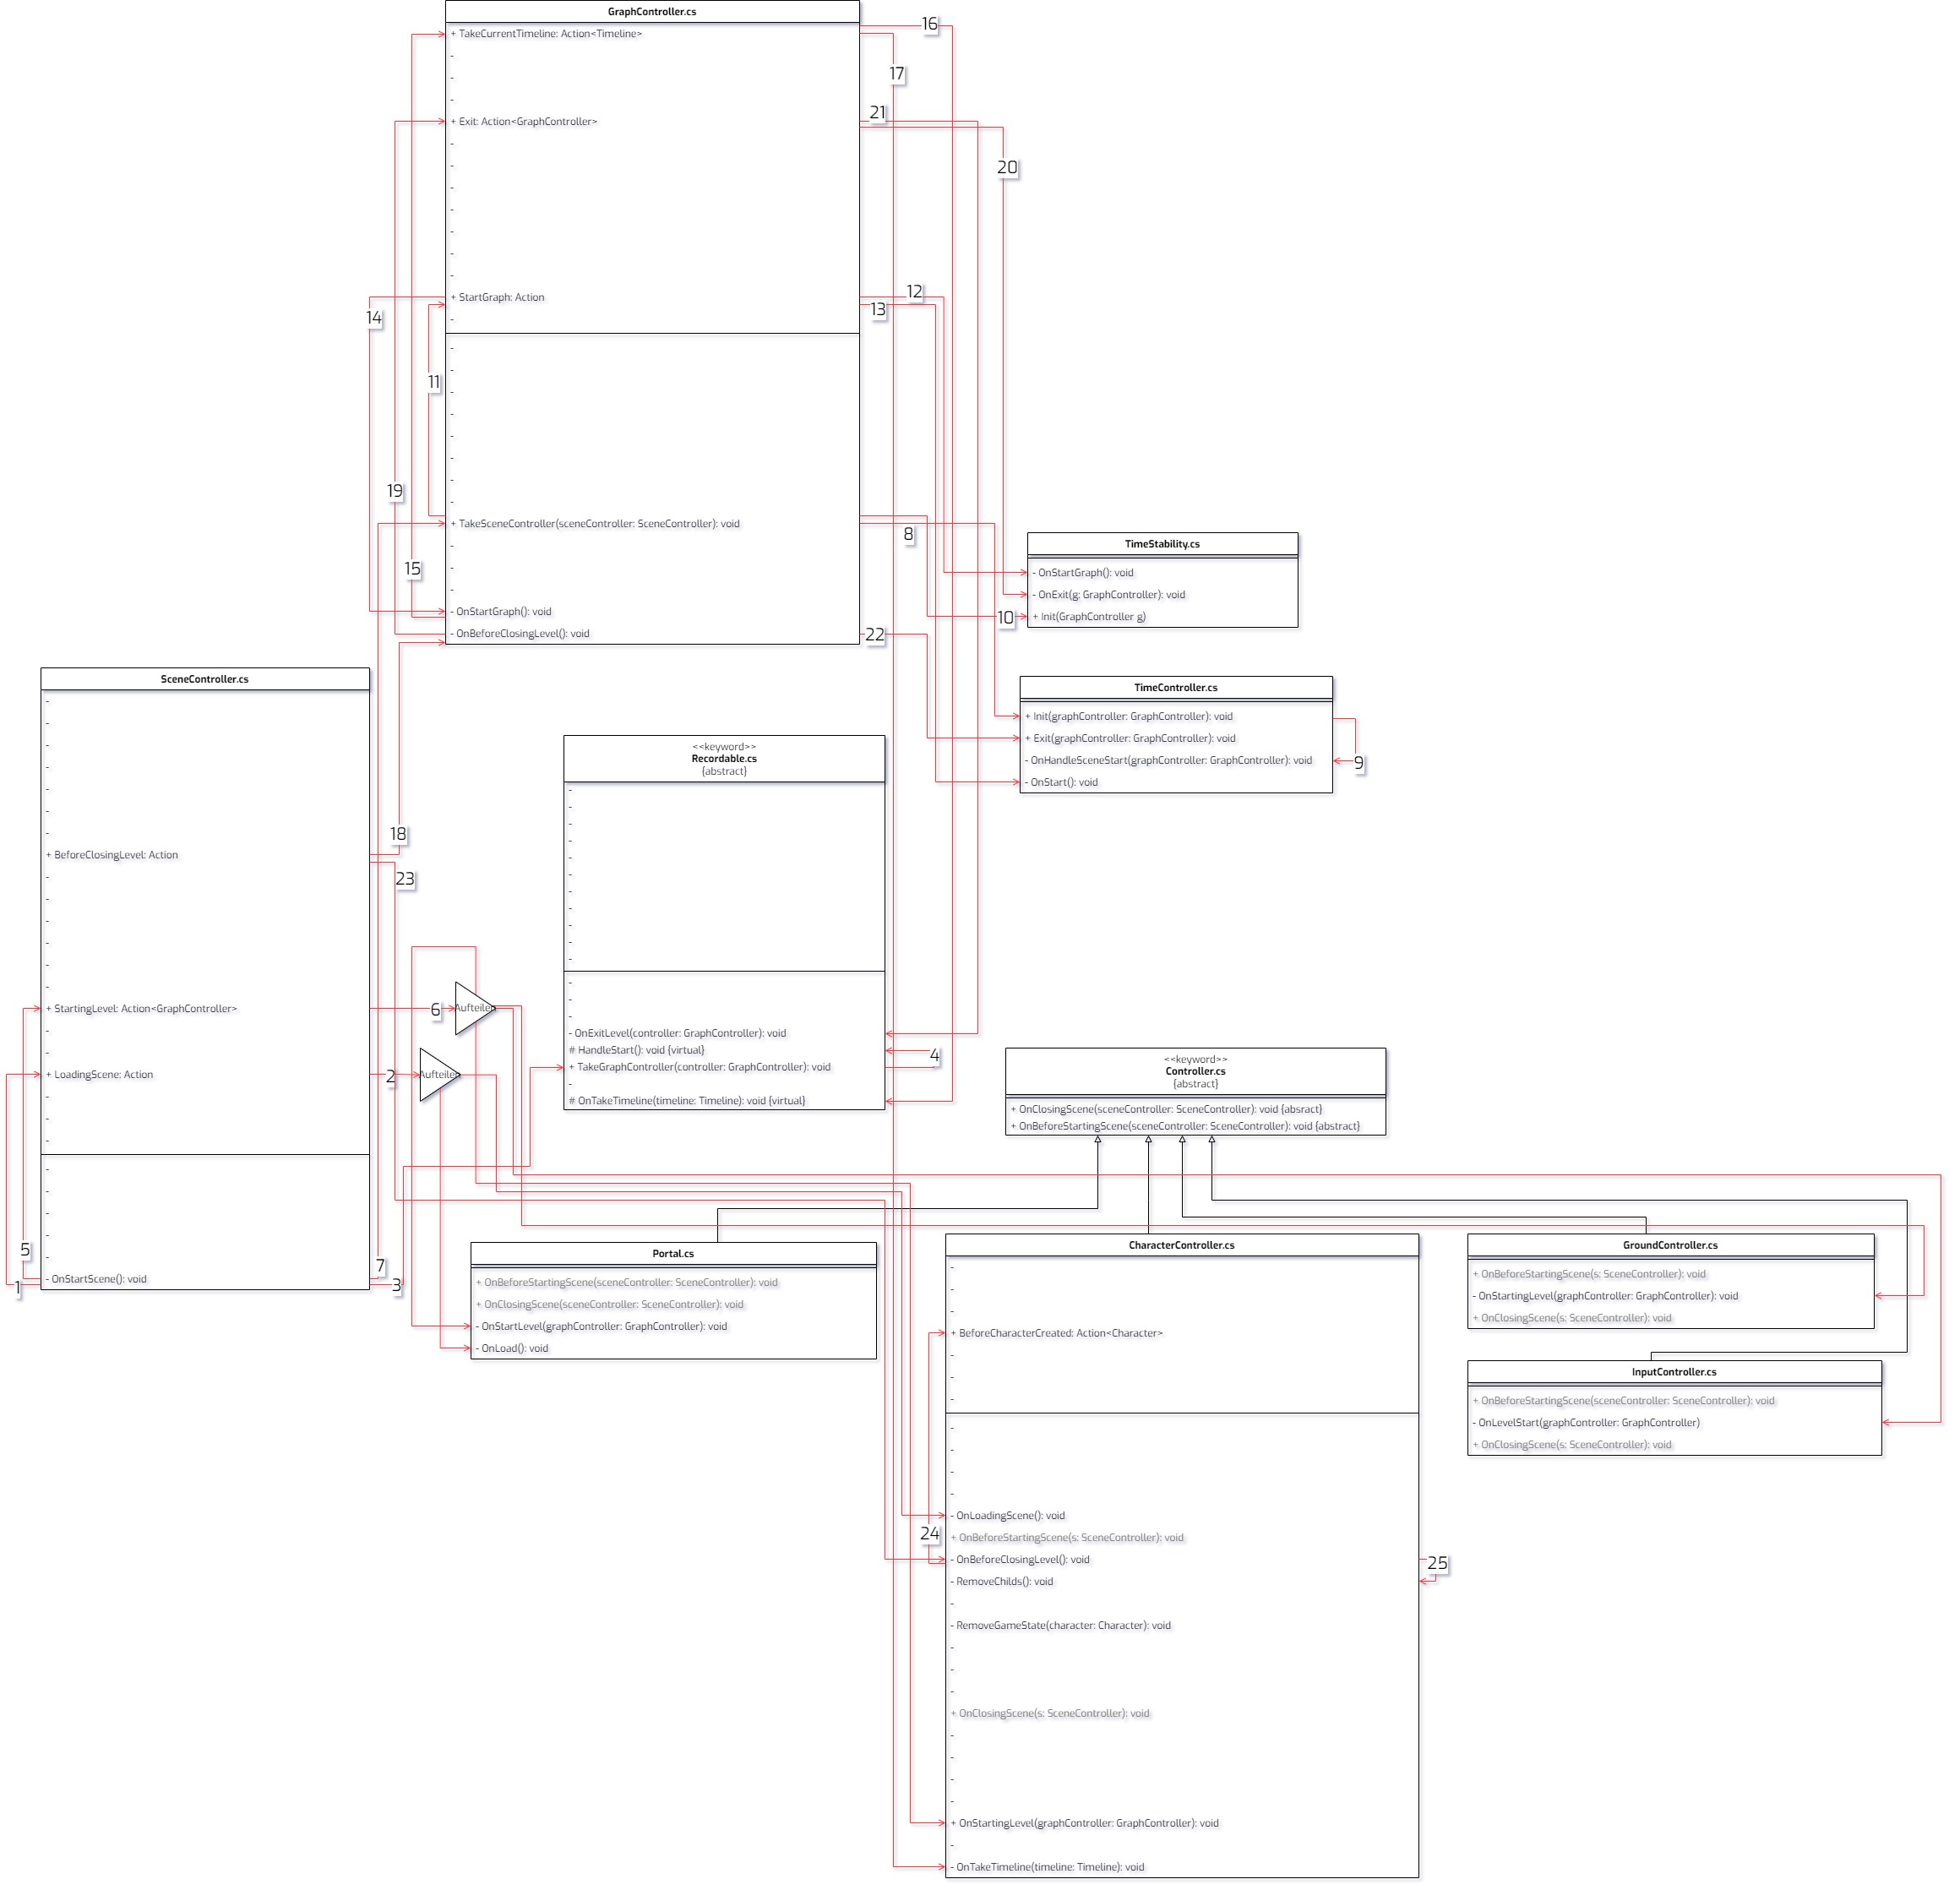 GraphController.cs
+ TakeCurrentTimeline: Action<Timeline>
-
-
-
+ Exit: Action<GraphController>
-
-
-
-
-
-
-
+ StartGraph: Action
-
-
-
-
-
-
-
-
-
+ TakeSceneController(sceneController: SceneController): void
-
-
-
- OnStartGraph(): void
- OnBeforeClosingLevel(): void
16
17
21
20
12
13
14
11
19
15
8
10
22
TimeStability.cs
- OnStartGraph(): void
- OnExit(g: GraphController): void
+ Init(GraphController g)
TimeController.cs
+ Init(graphController: GraphController): void
+ Exit(graphController: GraphController): void
- OnHandleSceneStart(graphController: GraphController): void
- OnStart(): void
9
SceneController.cs
-
-
-
-
-
-
-
+ BeforeClosingLevel: Action
-
-
-
-
-
-
+ StartingLevel: Action<GraphController>
-
-
+ LoadingScene: Action
-
-
-
-
-
-
-
-
- OnStartScene(): void
18
23
6
Aufteilen
2
Aufteilen
5
1
7
3
<<keyword>>
Recordable.cs
{abstract}
-
-
-
-
-
-
-
-
-
-
-
-
-
-
- OnExitLevel(controller: GraphController): void
# HandleStart(): void {virtual}
+ TakeGraphController(controller: GraphController): void
-
# OnTakeTimeline(timeline: Timeline): void {virtual}
4
<<keyword>>
Controller.cs
{abstract}
+ OnClosingScene(sceneController: SceneController): void {absract}
+ OnBeforeStartingScene(sceneController: SceneController): void {abstract}
Portal.cs
+ OnBeforeStartingScene(sceneController: SceneController): void
+ OnClosingScene(sceneController: SceneController): void
- OnStartLevel(graphController: GraphController): void
- OnLoad(): void
CharacterController.cs
-
-
-
+ BeforeCharacterCreated: Action<Character>
-
-
-
-
-
-
-
- OnLoadingScene(): void
+ OnBeforeStartingScene(s: SceneController): void
- OnBeforeClosingLevel(): void
- RemoveChilds(): void
-
- RemoveGameState(character: Character): void
-
-
-
+ OnClosingScene(s: SceneController): void
-
-
-
-
+ OnStartingLevel(graphController: GraphController): void
-
- OnTakeTimeline(timeline: Timeline): void
24
25
GroundController.cs
+ OnBeforeStartingScene(s: SceneController): void
- OnStartingLevel(graphController: GraphController): void
+ OnClosingScene(s: SceneController): void
InputController.cs
+ OnBeforeStartingScene(sceneController: SceneController): void
- OnLevelStart(graphController: GraphController)
+ OnClosingScene(s: SceneController): void